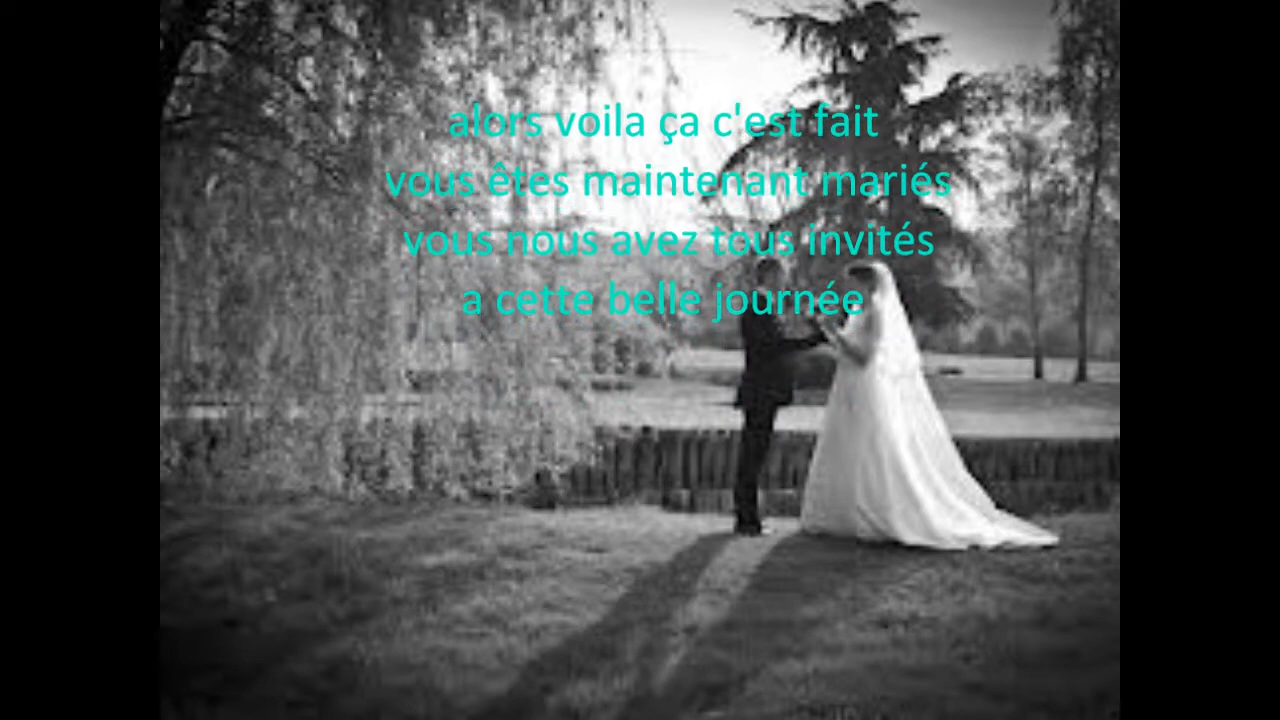 alors voila ça c'est fait
vous êtes maintenant mariés
vous nous avez tous invités
a cette belle journée